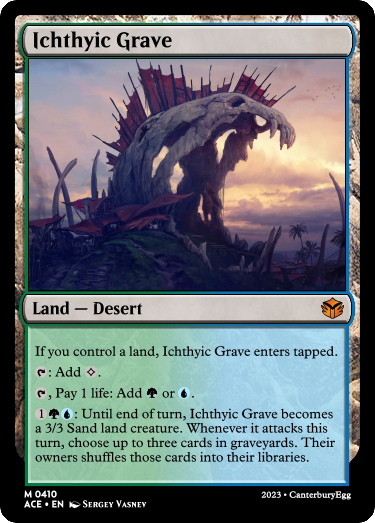 Ichthyic Grave
Land — Desert
If you control a land, Ichthyic Grave enters tapped.
: Add .
, Pay 1 life: Add or .
1 : Until end of turn, Ichthyic Grave becomes
a 3/3 Sand land creature. Whenever it attacks this
turn, choose up to three cards in graveyards. Their
owners shuffles those cards into their libraries.
M 0410
ACE • EN Sergey Vasnev
2023 • CanterburyEgg